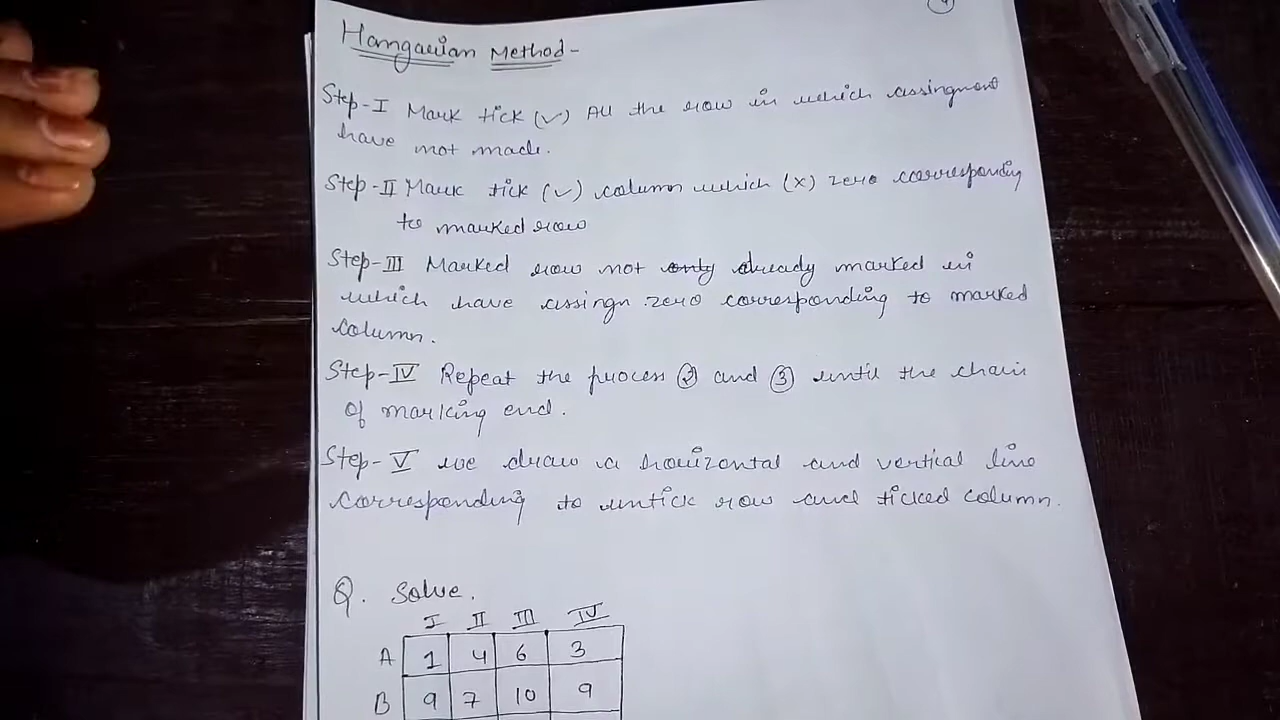 Hangarian Method-
Step-I Mark tick (✓) All the row in which assingment
have not made.
Step-II Mark tick (✓) column which (x) zero corresponding
to marked row
Step-III Marked row not only already marked in
which have assingn zero corresponding to marked
column.
Step-IV Repeat the process ② and ③ until the chain
of marking end.
Step-V we draw a horizontal and vertical line
corresponding to untick row and ticked column.
Q. Solve.
I II III IV
A 1 4 6 3
B 9 7 10 9